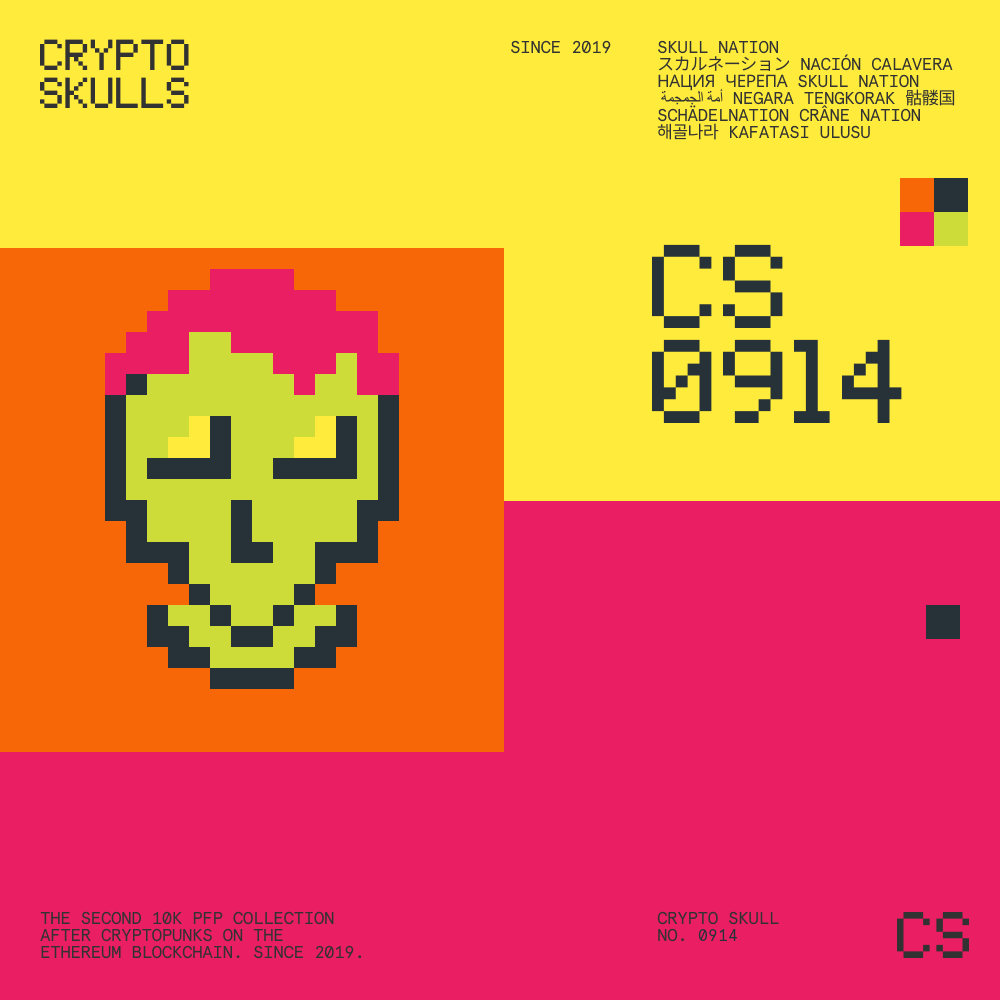 CRYPTO
SKULLS
SINCE 2019
SKULL NATION
スカルネーション NACIÓN CALAVERA
НАЦИЯ ЧЕРЕПА SKULL NATION
أمة الجمجمة NEGARA TENGKORAK 骷髅国
SCHÄDELNATION CRÂNE NATION
해골나라 KAFATASI ULUSU
CS
0914
THE SECOND 10K PFP COLLECTION
AFTER CRYPTOPUNKS ON THE
ETHEREUM BLOCKCHAIN. SINCE 2019.
CRYPTO SKULL
NO. 0914
CS